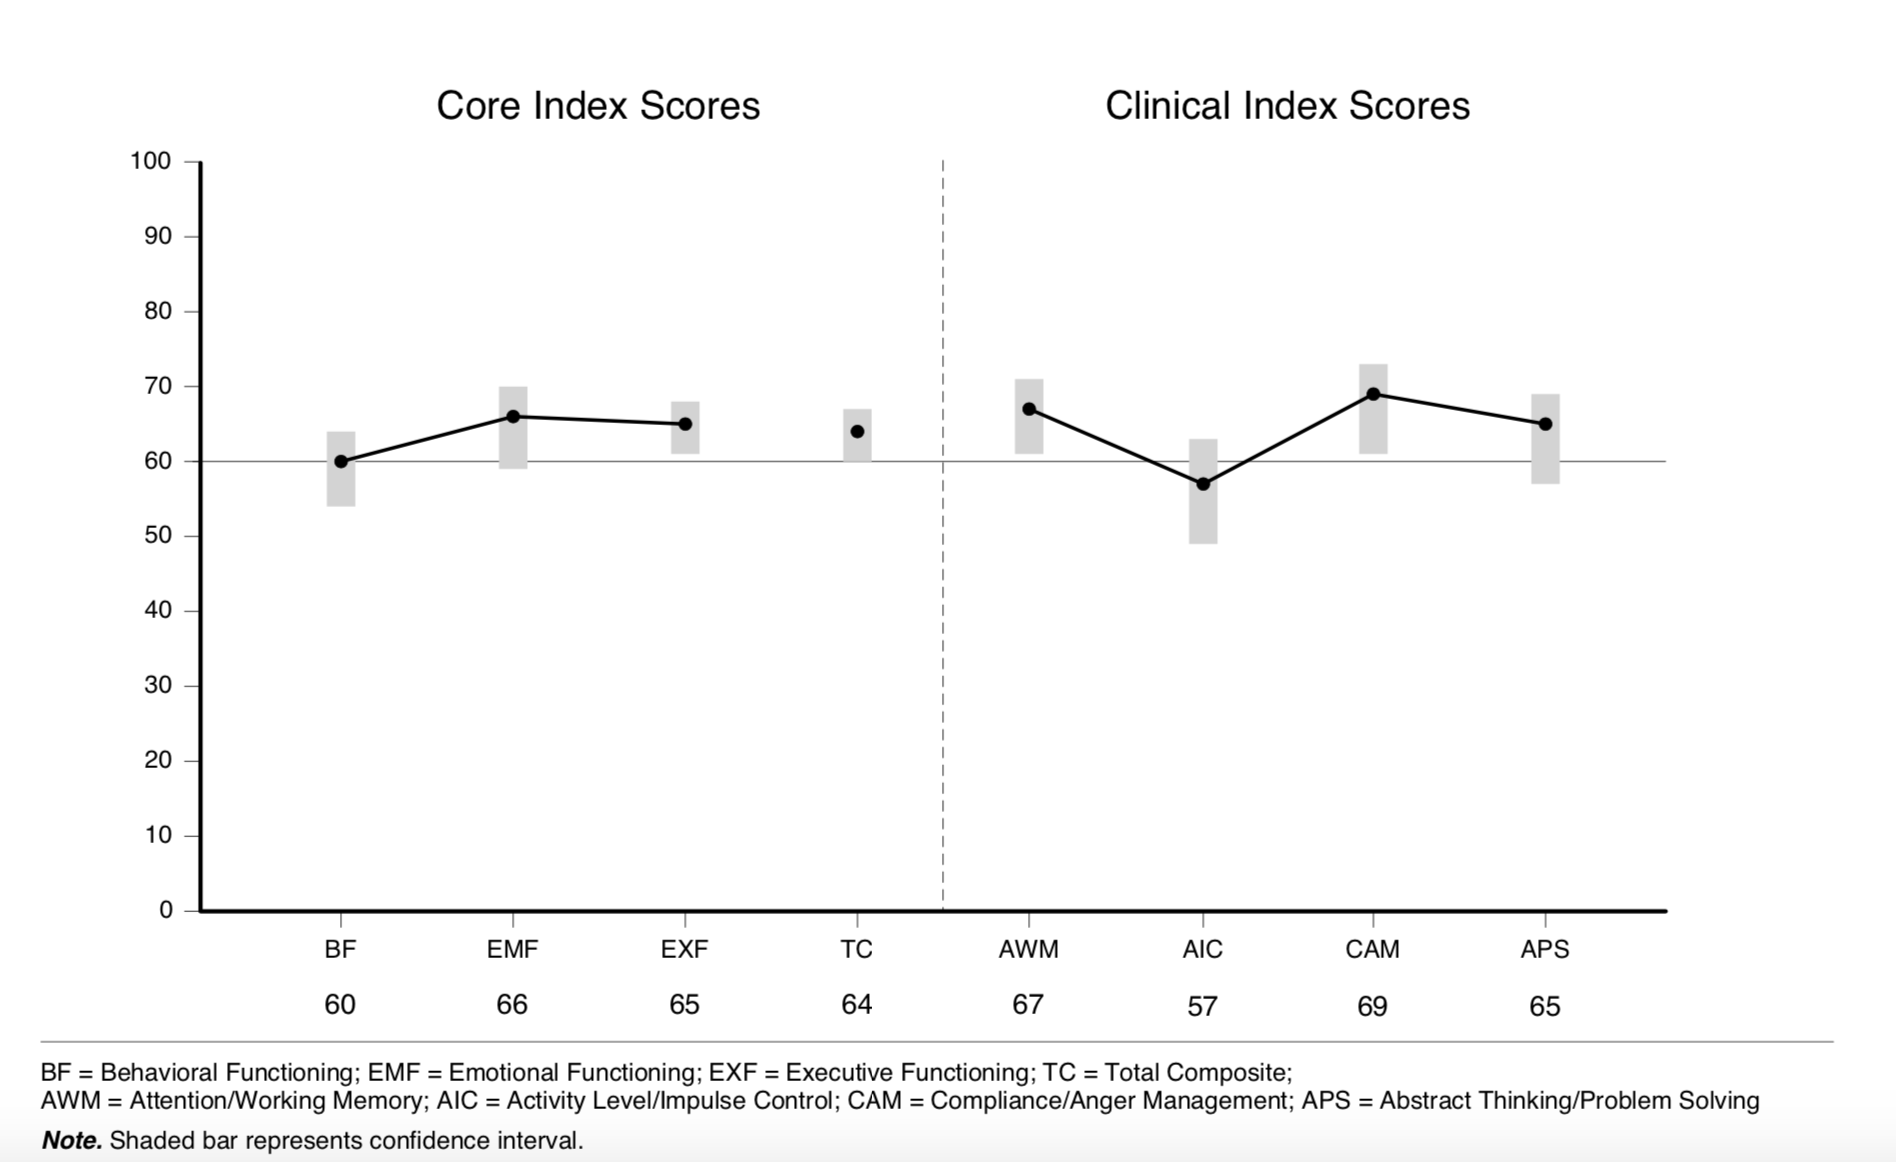 Core Index Scores Clinical Index Scores
100
90
80
70
60
50
40
30
20
10
0
BF EMF EXF TC AWM AIC CAM APS
60 66 65 64 67 57 69 65
BF = Behavioral Functioning; EMF = Emotional Functioning; EXF = Executive Functioning; TC = Total Composite;
AWM = Attention/Working Memory; AIC = Activity Level/Impulse Control; CAM = Compliance/Anger Management; APS = Abstract Thinking/Problem Solving
Note. Shaded bar represents confidence interval.